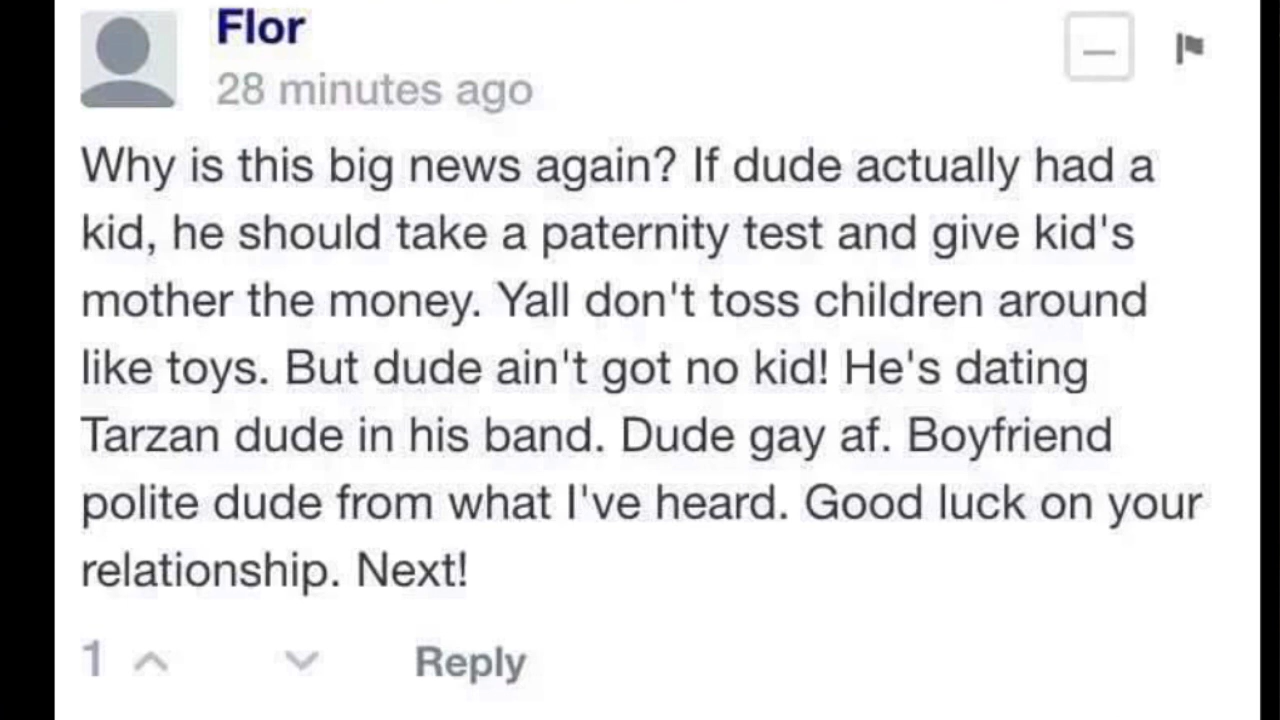 Flor
28 minutes ago
Why is this big news again? If dude actually had a
kid, he should take a paternity test and give kid's
mother the money. Yall don't toss children around
like toys. But dude ain't got no kid! He's dating
Tarzan dude in his band. Dude gay af. Boyfriend
polite dude from what I've heard. Good luck on your
relationship. Next!
1 Reply